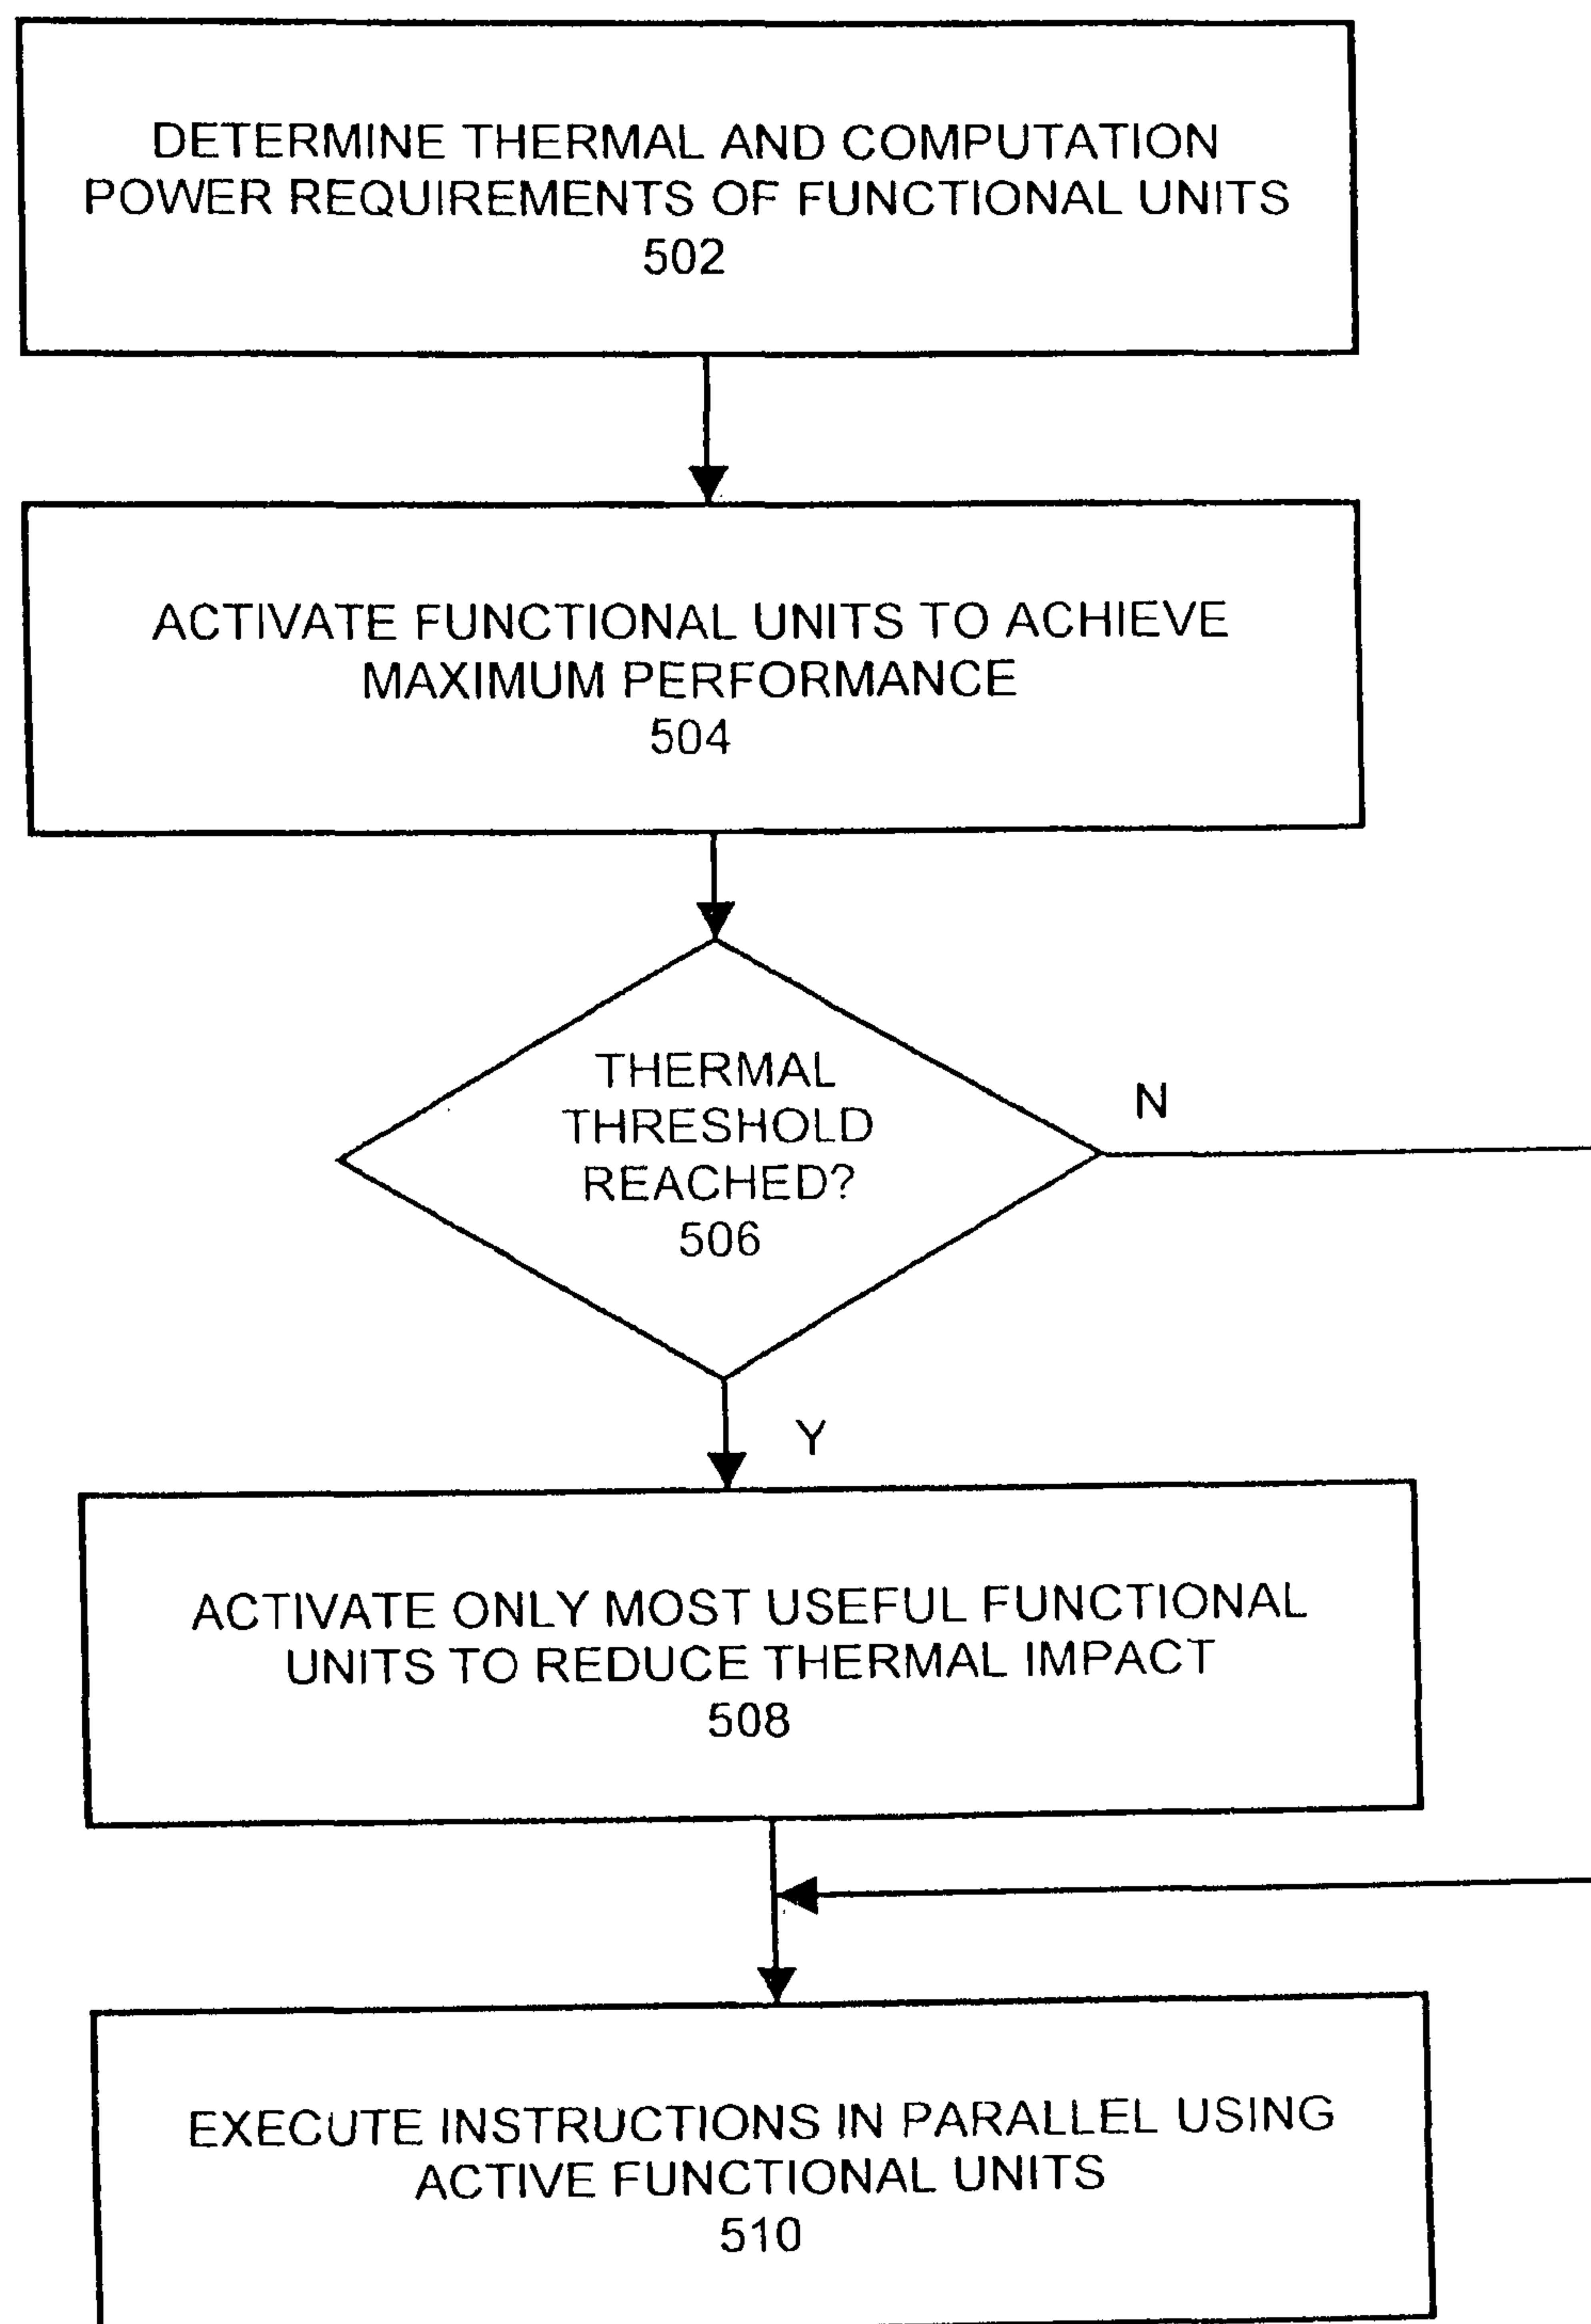 DETERMINE THERMAL AND COMPUTATION
POWER REQUIREMENTS OF FUNCTIONAL UNITS
502
ACTIVATE FUNCTIONAL UNITS TO ACHIEVE
MAXIMUM PERFORMANCE
504
THERMAL
THRESHOLD
REACHED?
506
N
Y
ACTIVATE ONLY MOST USEFUL FUNCTIONAL
UNITS TO REDUCE THERMAL IMPACT
508
EXECUTE INSTRUCTIONS IN PARALLEL USING
ACTIVE FUNCTIONAL UNITS
510